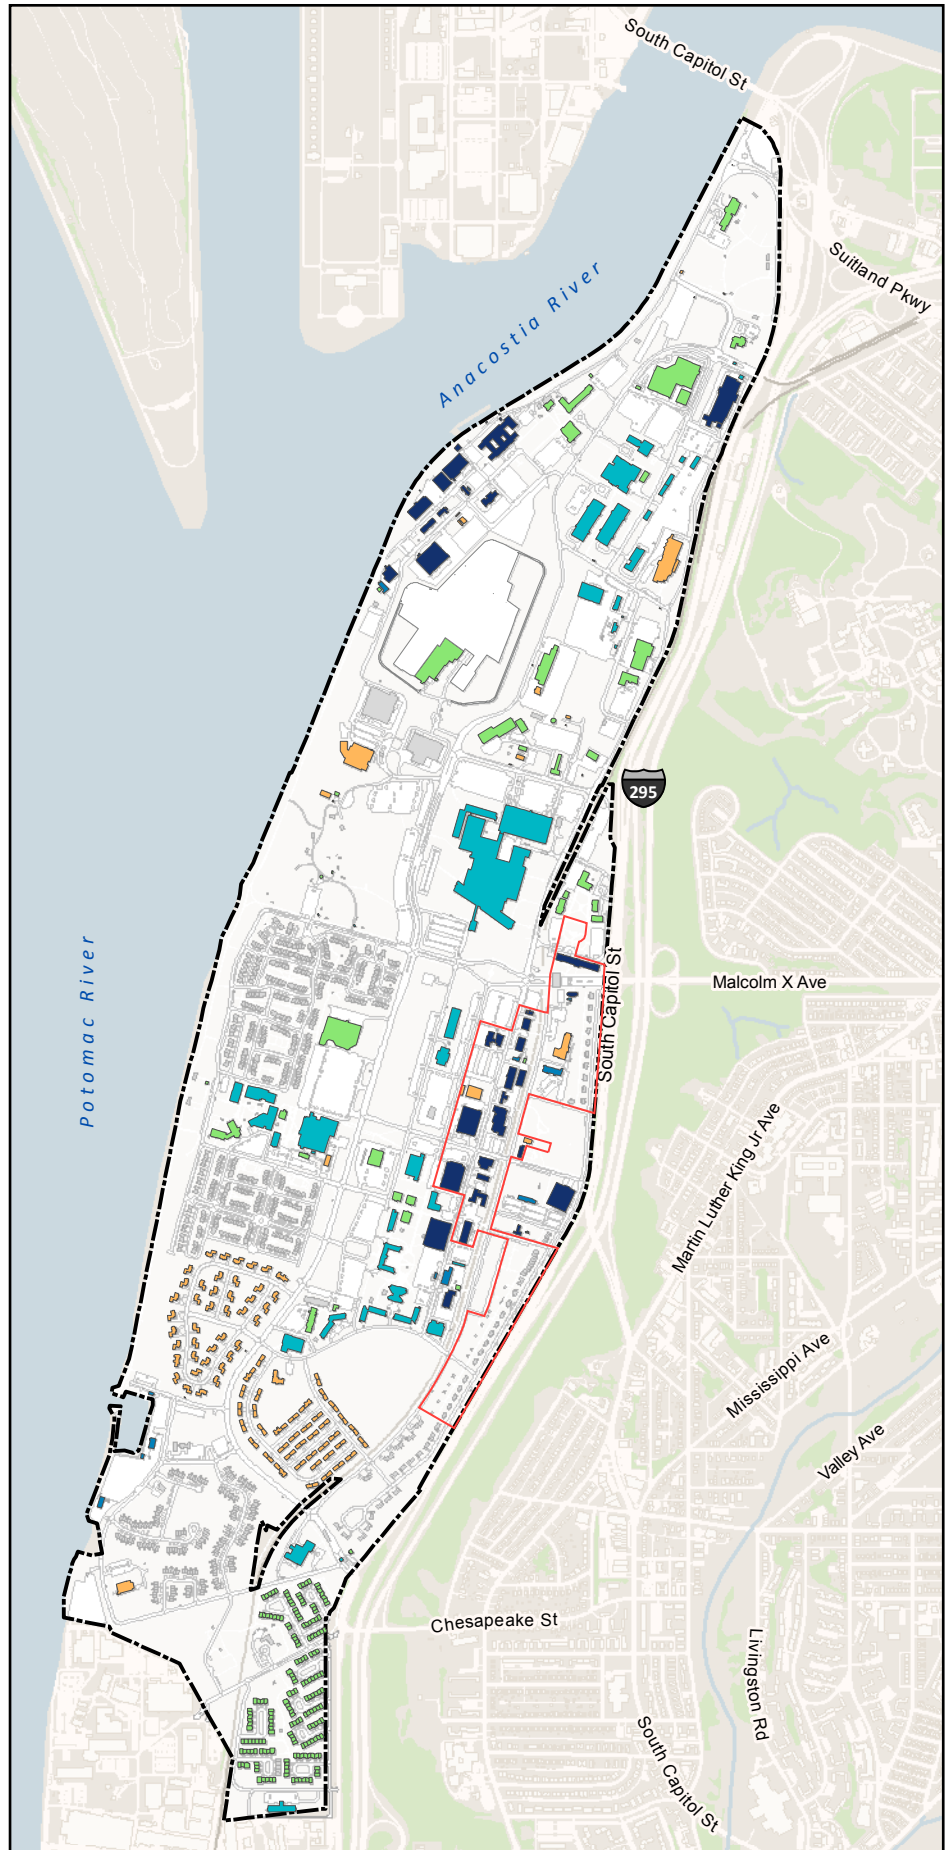 South Capitol St
Suitland Pkwy
Anacostia River
295
Potomac River
South Capitol St
Malcolm X Ave
Martin Luther King Jr Ave
Mississippi Ave
Valley Ave
Chesapeake St
Livingston Rd
South Capitol St